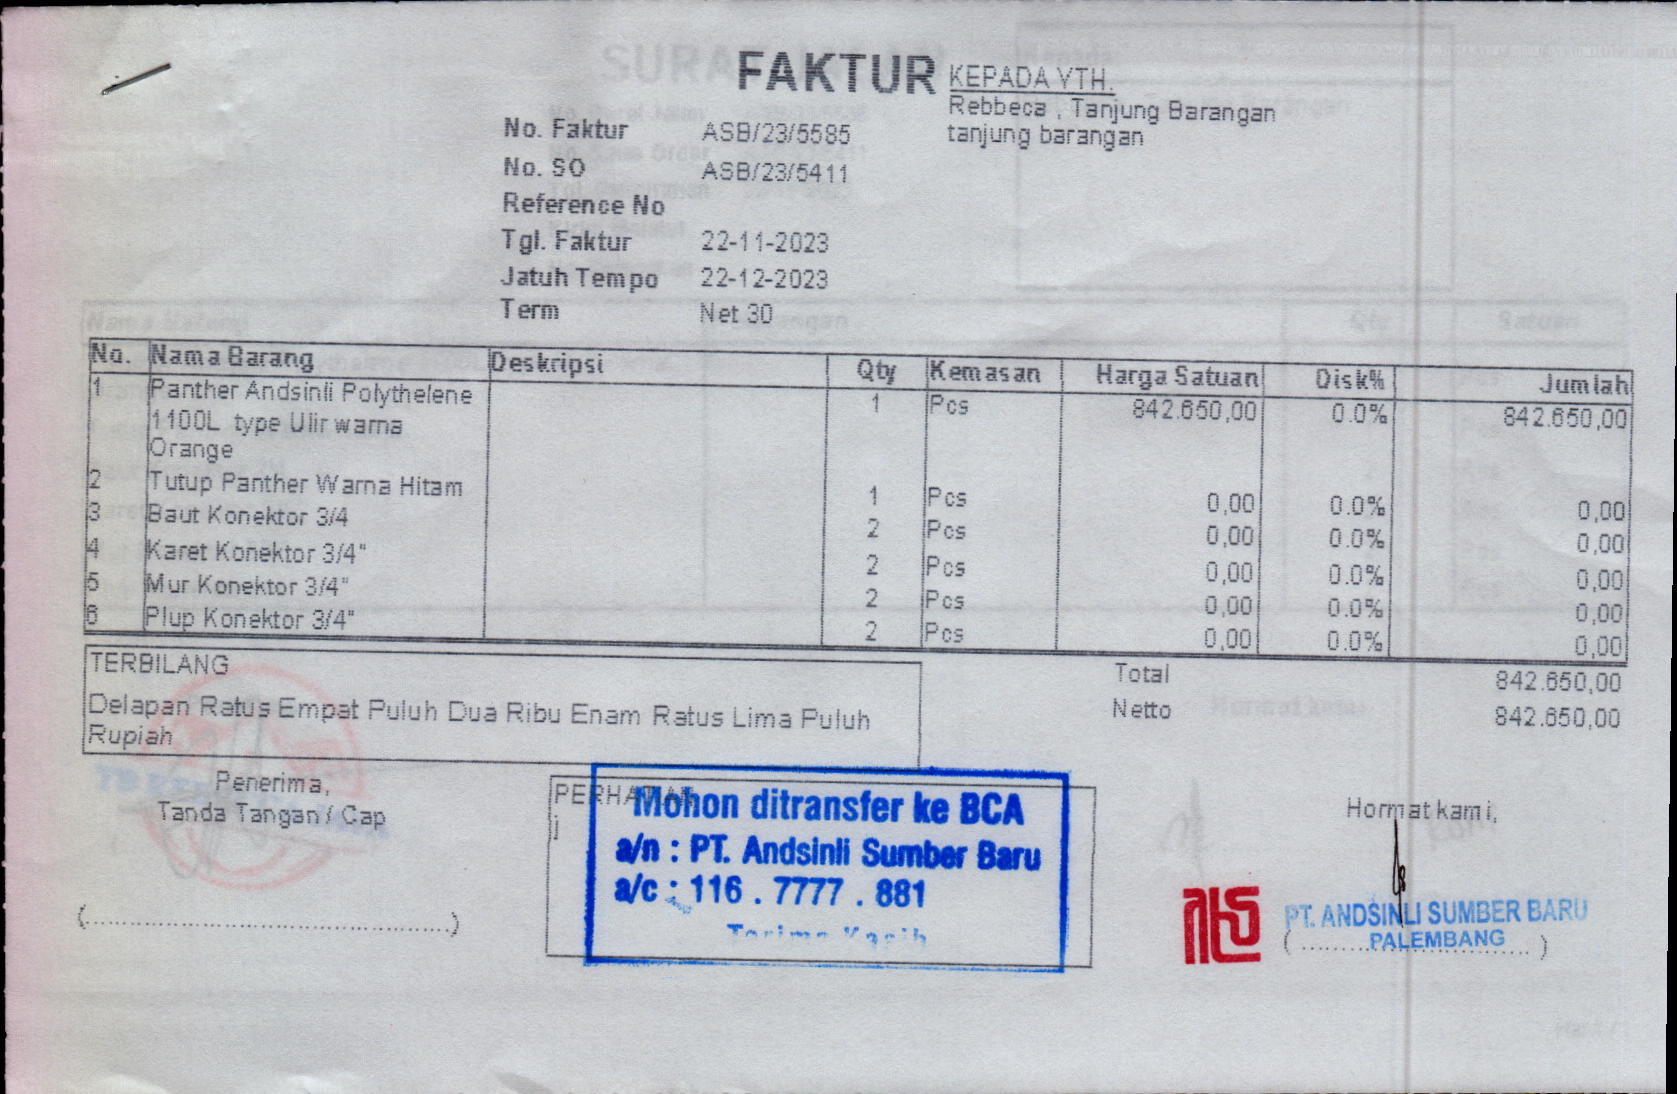 FAKTUR
KEPADA YTH.
Rebbeca , Tanjung Barangan
tanjung barangan
No. Faktur ASB/23/5585
No. SO ASB/23/5411
Reference No
Tgl. Faktur 22-11-2023
Jatuh Tempo 22-12-2023
Term Net 30
No. Nama Barang Deskripsi Qty Kemasan Harga Satuan Disk% Jumlah
1 Panther Andsinli Polythelene 1 Pcs 842.650,00 0.0% 842.650,00
1100L type Ulir warna
Orange
2 Tutup Panther Warna Hitam 1 Pcs 0,00 0.0% 0,00
3 Baut Konektor 3/4 2 Pcs 0,00 0.0% 0,00
4 Karet Konektor 3/4" 2 Pcs 0,00 0.0% 0,00
5 Mur Konektor 3/4" 2 Pcs 0,00 0.0% 0,00
6 Plup Konektor 3/4" 2 Pcs 0,00 0.0% 0,00
TERBILANG
Delapan Ratus Empat Puluh Dua Ribu Enam Ratus Lima Puluh
Rupiah
Total 842.650,00
Netto 842.650,00
Penerima,
Tanda Tangan / Cap
(..........................................)
PERHATIAN
j
Mohon ditransfer ke BCA
a/n : PT. Andsinli Sumber Baru
a/c : 116 . 7777 . 881
Terima Kasih
Hormat kami,
PT. ANDSINLI SUMBER BARU
PALEMBANG